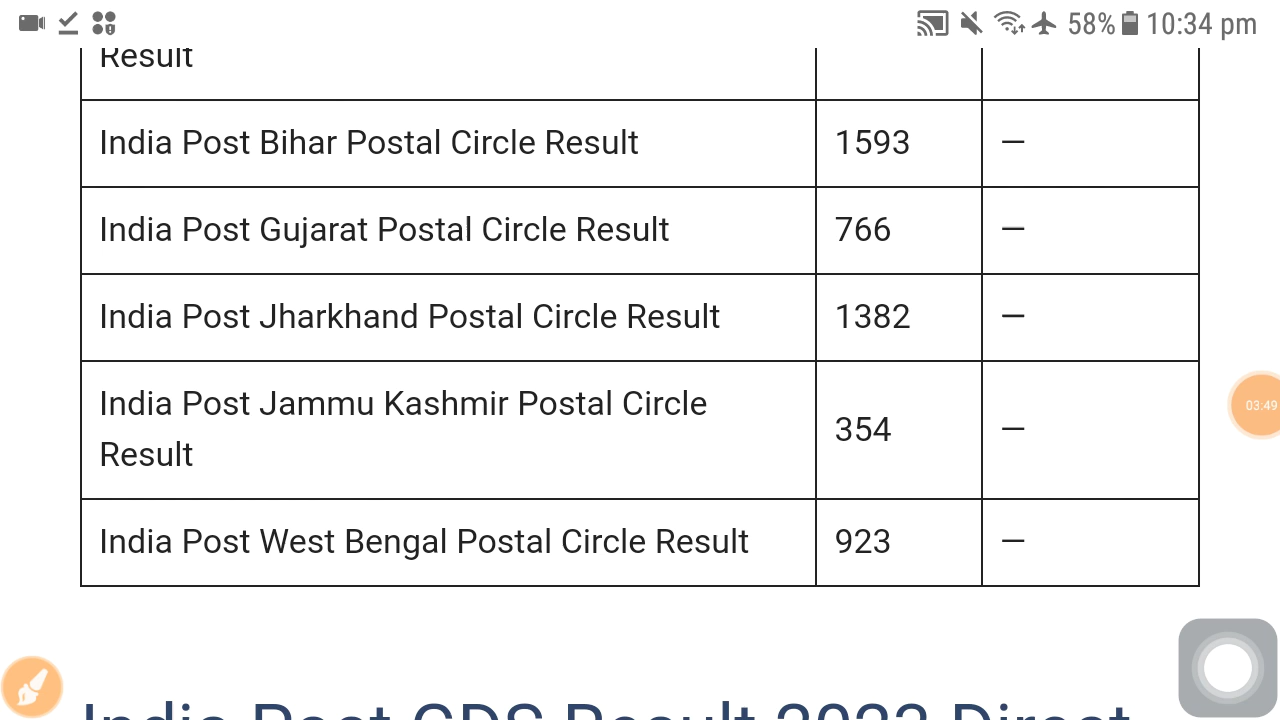 58% 10:34 pm
Result
India Post Bihar Postal Circle Result 1593 —
India Post Gujarat Postal Circle Result 766 —
India Post Jharkhand Postal Circle Result 1382 —
India Post Jammu Kashmir Postal Circle
Result 354 —
03:49
India Post West Bengal Postal Circle Result 923 —
India Post GDS Result 2023 Direct